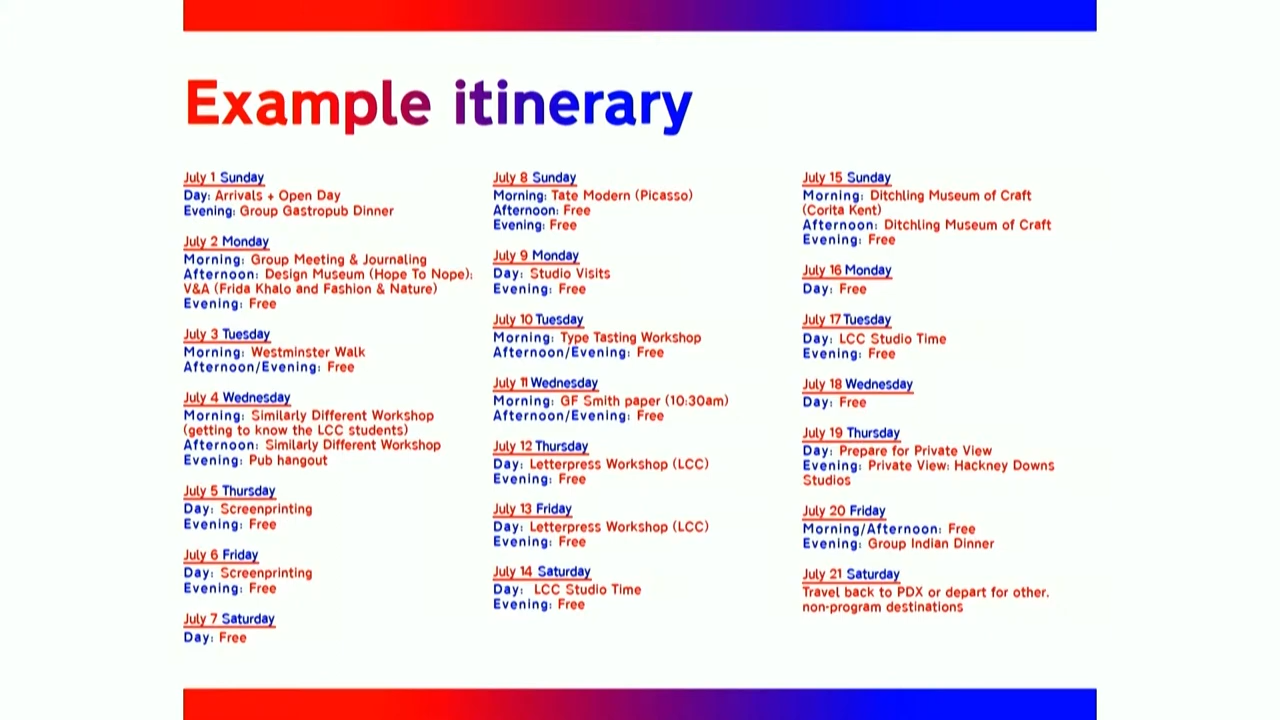 Example itinerary
July 1 Sunday
Day: Arrivals + Open Day
Evening: Group Gastropub Dinner
July 2 Monday
Morning: Group Meeting & Journaling
Afternoon: Design Museum (Hope To Nope);
V&A (Frida Khalo and Fashion & Nature)
Evening: Free
July 3 Tuesday
Morning: Westminster Walk
Afternoon/Evening: Free
July 4 Wednesday
Morning: Similarly Different Workshop
(getting to know the LCC students)
Afternoon: Similarly Different Workshop
Evening: Pub hangout
July 5 Thursday
Day: Screenprinting
Evening: Free
July 6 Friday
Day: Screenprinting
Evening: Free
July 7 Saturday
Day: Free
July 8 Sunday
Morning: Tate Modern (Picasso)
Afternoon: Free
Evening: Free
July 9 Monday
Day: Studio Visits
Evening: Free
July 10 Tuesday
Morning: Type Tasting Workshop
Afternoon/Evening: Free
July 11 Wednesday
Morning: GF Smith paper (10:30am)
Afternoon/Evening: Free
July 12 Thursday
Day: Letterpress Workshop (LCC)
Evening: Free
July 13 Friday
Day: Letterpress Workshop (LCC)
Evening: Free
July 14 Saturday
Day: LCC Studio Time
Evening: Free
July 15 Sunday
Morning: Ditchling Museum of Craft
(Corita Kent)
Afternoon: Ditchling Museum of Craft
Evening: Free
July 16 Monday
Day: Free
July 17 Tuesday
Day: LCC Studio Time
Evening: Free
July 18 Wednesday
Day: Free
July 19 Thursday
Day: Prepare for Private View
Evening: Private View: Hackney Downs
Studios
July 20 Friday
Morning/Afternoon: Free
Evening: Group Indian Dinner
July 21 Saturday
Travel back to PDX or depart for other.
non-program destinations